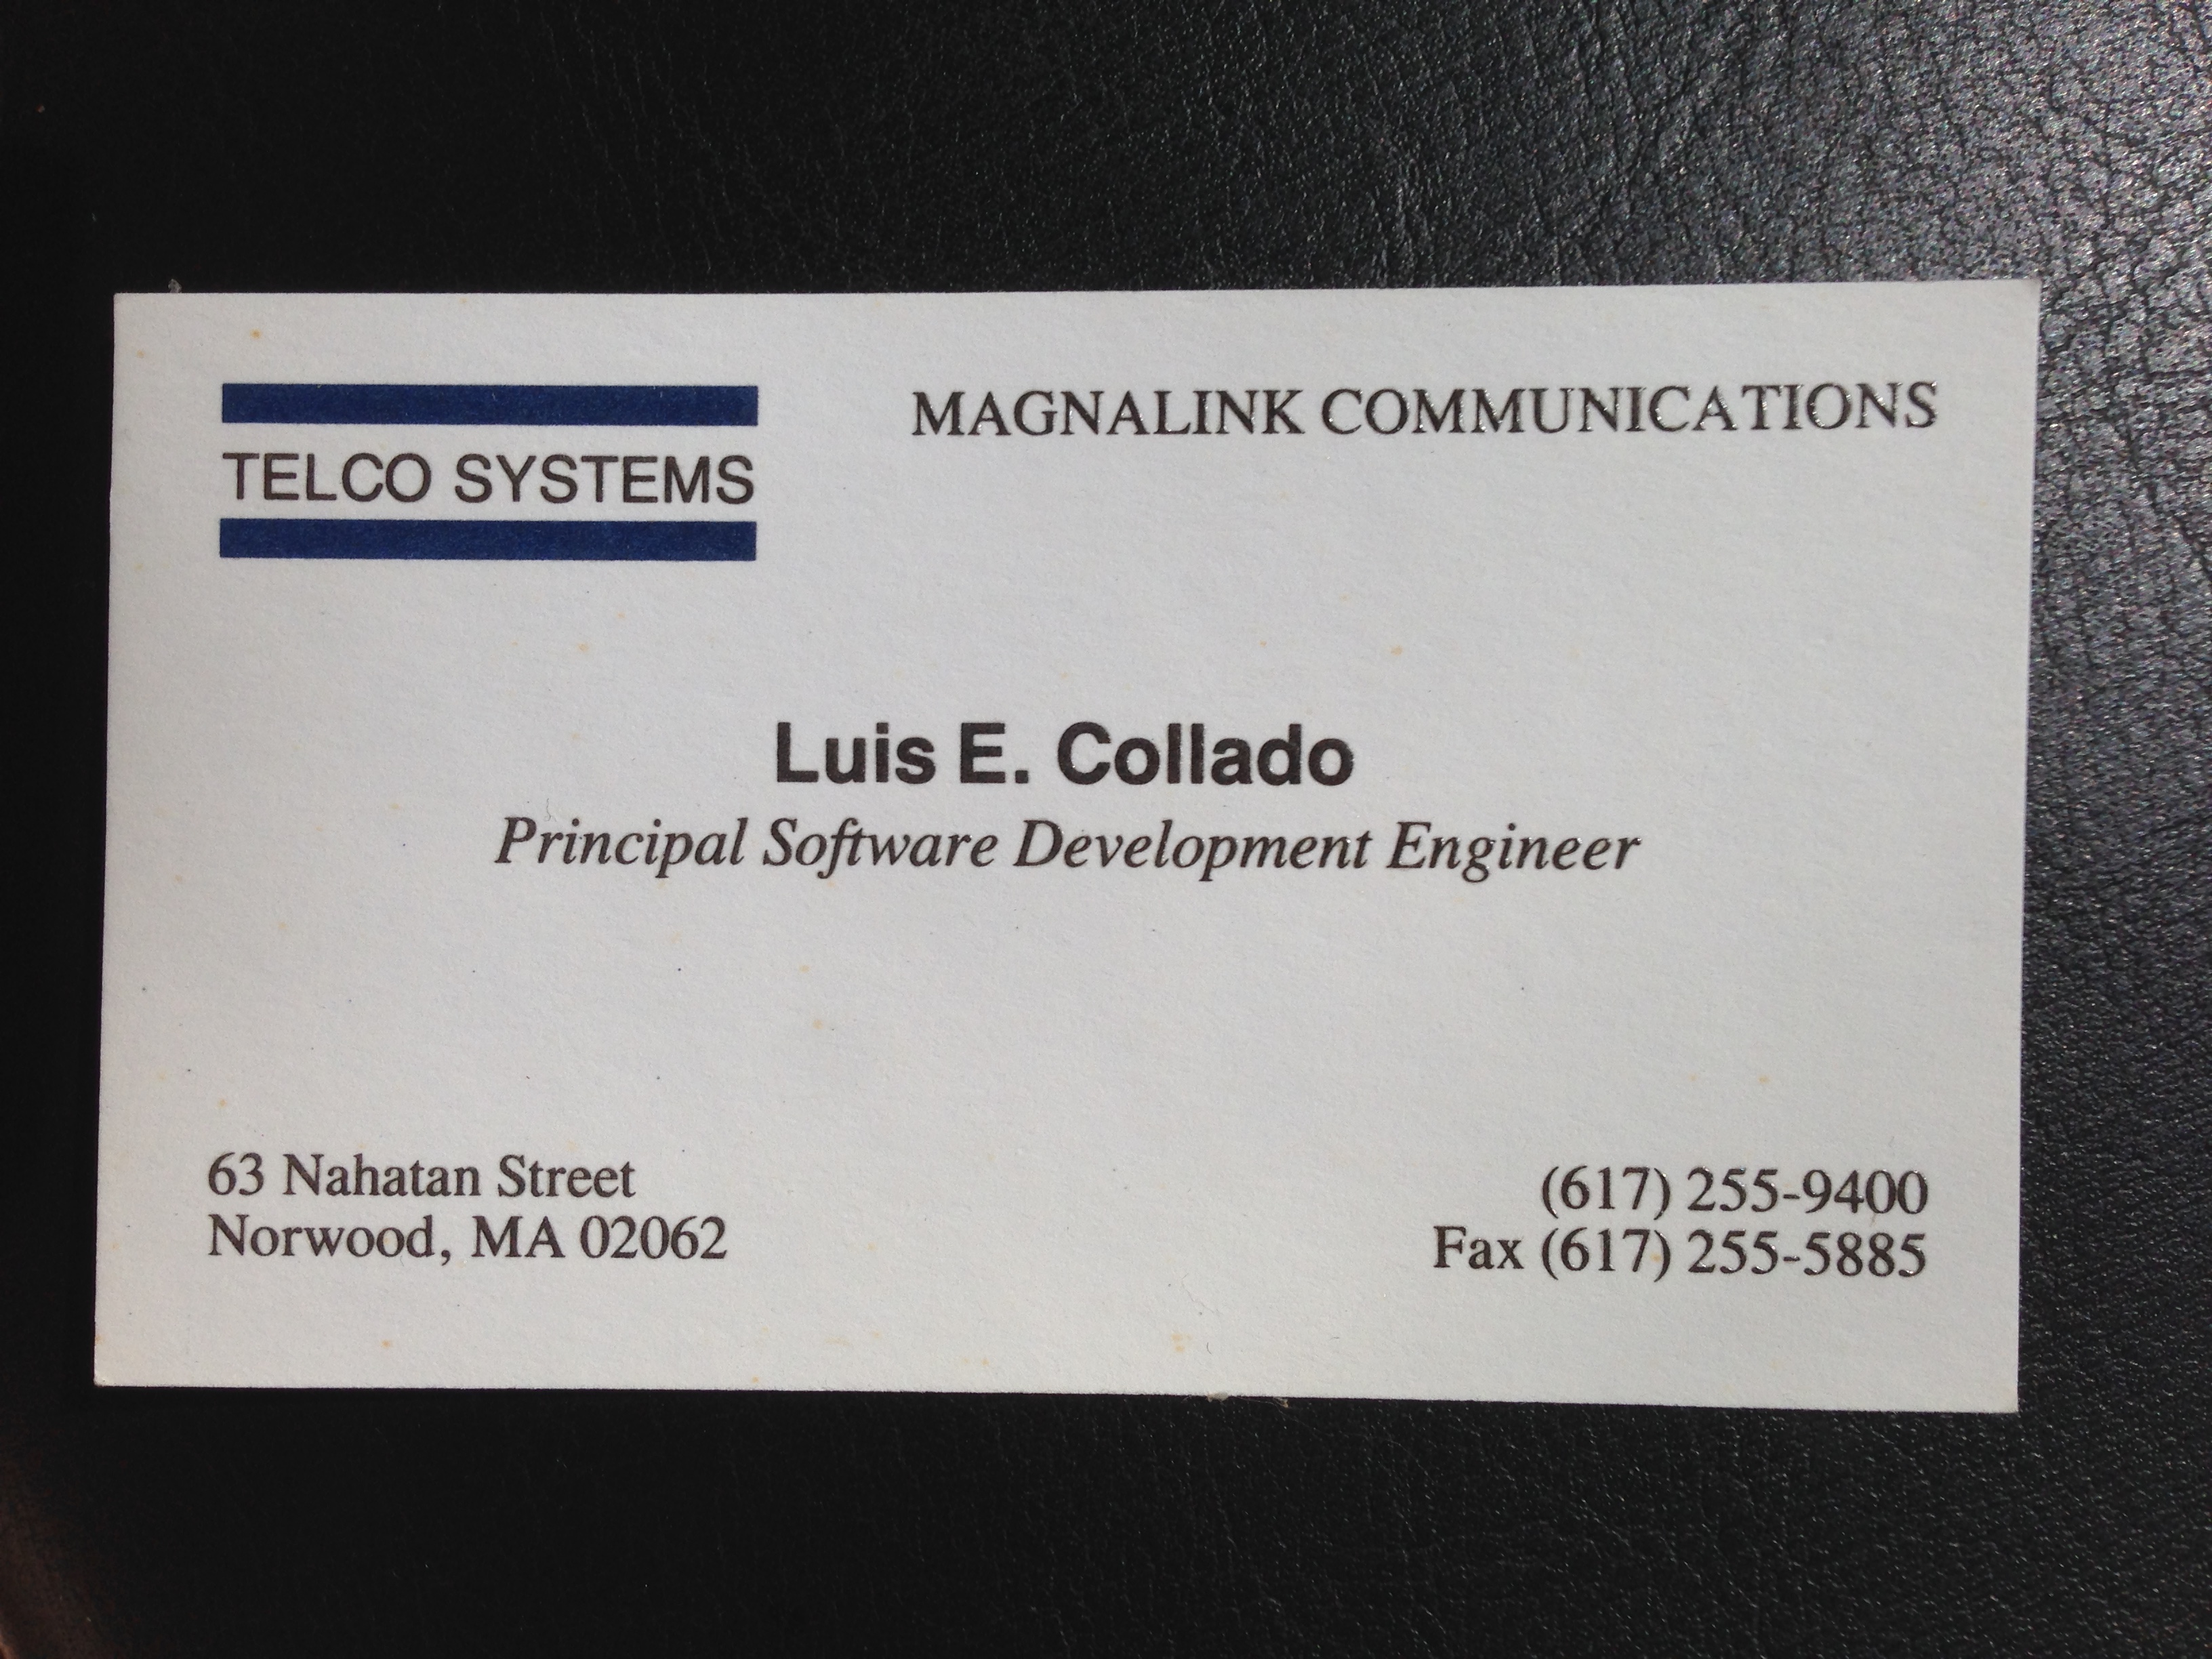 TELCO SYSTEMS
MAGNALINK COMMUNICATIONS
Luis E. Collado
Principal Software Development Engineer
63 Nahatan Street
Norwood, MA 02062
(617) 255-9400
Fax (617) 255-5885